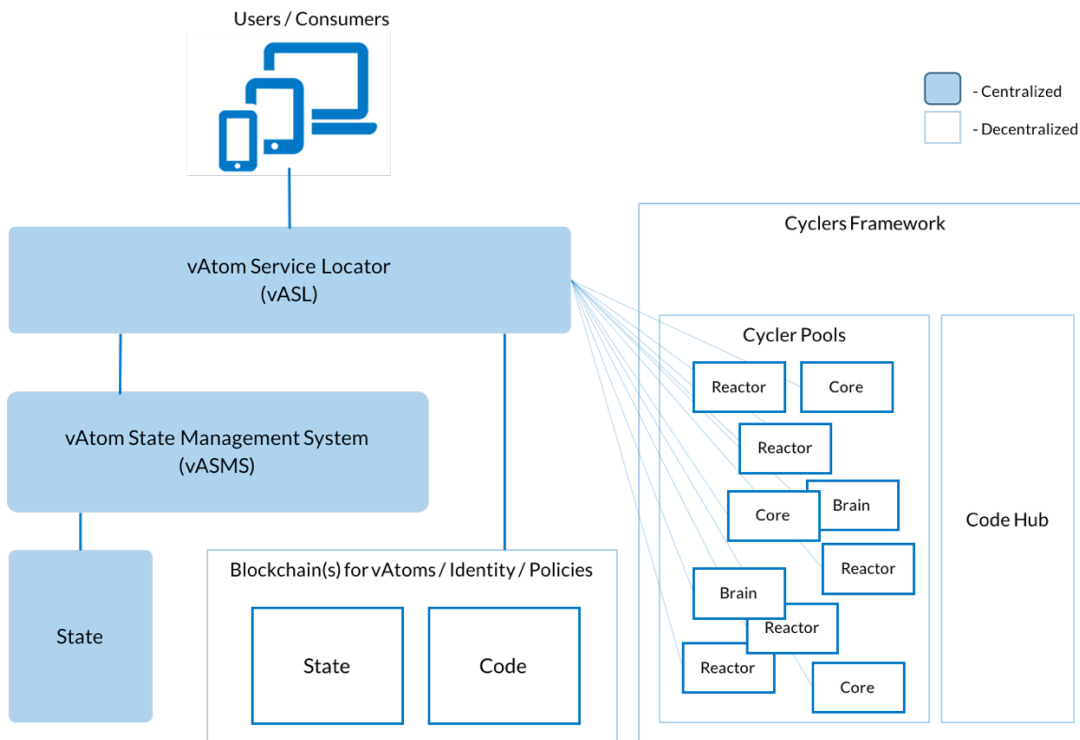 Users / Consumers
- Centralized
- Decentralized
vAtom Service Locator
(vASL)
Cyclers Framework
Cycler Pools
Reactor
Core
Reactor
Core
Brain
Reactor
Brain
Reactor
Reactor
Core
Code Hub
vAtom State Management System
(vASMS)
State
Blockchain(s) for vAtoms / Identity / Policies
State
Code